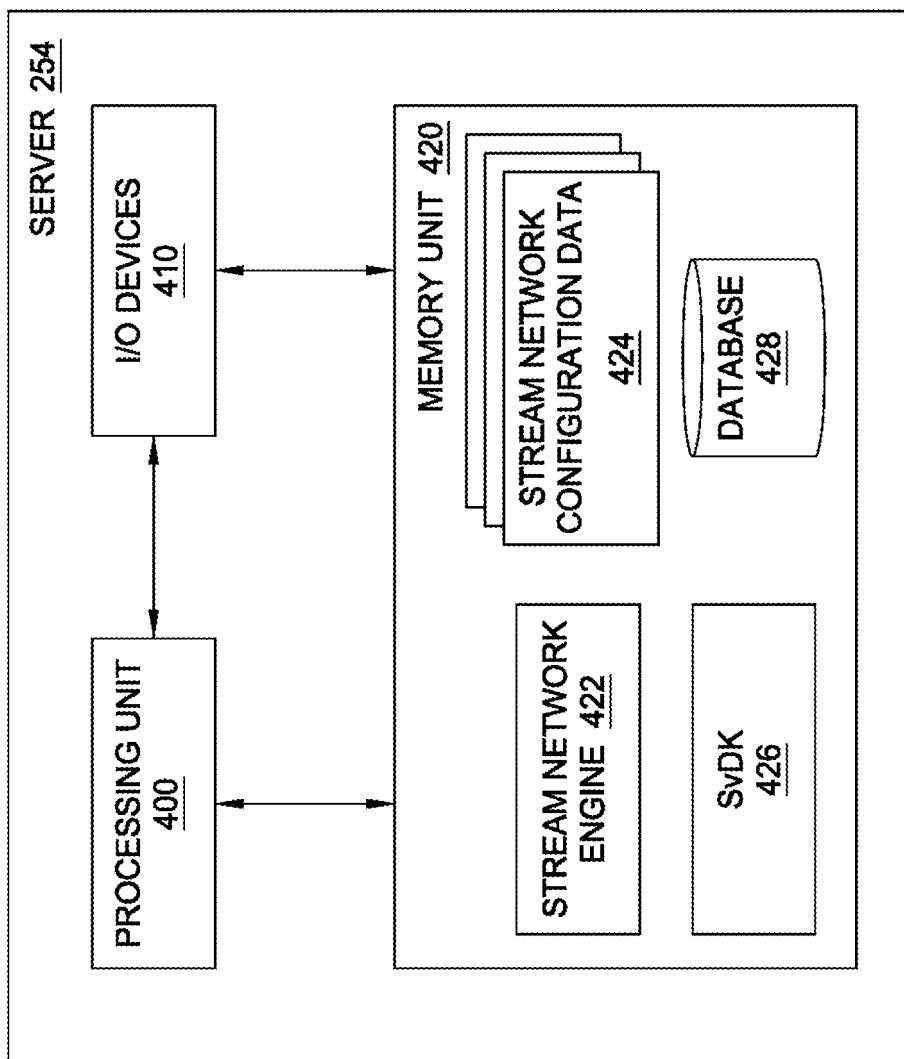 SERVER 254
PROCESSING UNIT
400
I/O DEVICES
410
MEMORY UNIT 420
STREAM NETWORK
ENGINE 422
STREAM NETWORK
CONFIGURATION DATA
424
SvDK
426
DATABASE
428